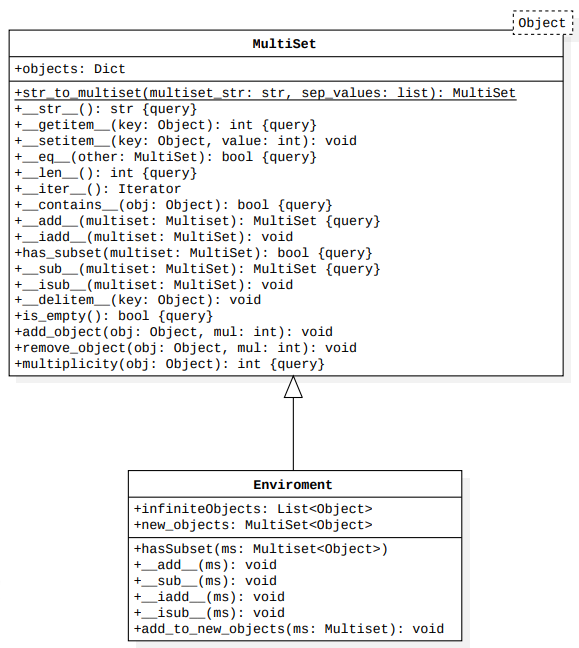 Object
MultiSet
+objects: Dict
+str_to_multiset(multiset_str: str, sep_values: list): MultiSet
+__str__(): str {query}
+__getitem__(key: Object): int {query}
+__setitem__(key: Object, value: int): void
+__eq__(other: MultiSet): bool {query}
+__len__(): int {query}
+__iter__(): Iterator
+__contains__(obj: Object): bool {query}
+__add__(multiset: Multiset): MultiSet {query}
+__iadd__(multiset: MultiSet): void
+has_subset(multiset: MultiSet): bool {query}
+__sub__(multiset: MultiSet): MultiSet {query}
+__isub__(multiset: MultiSet): void
+__delitem__(key: Object): void
+is_empty(): bool {query}
+add_object(obj: Object, mul: int): void
+remove_object(obj: Object, mul: int): void
+multiplicity(obj: Object): int {query}
Enviroment
+infiniteObjects: List<Object>
+new_objects: MultiSet<Object>
+hasSubset(ms: Multiset<Object>)
+__add__(ms): void
+__sub__(ms): void
+__iadd__(ms): void
+__isub__(ms): void
+add_to_new_objects(ms: Multiset): void